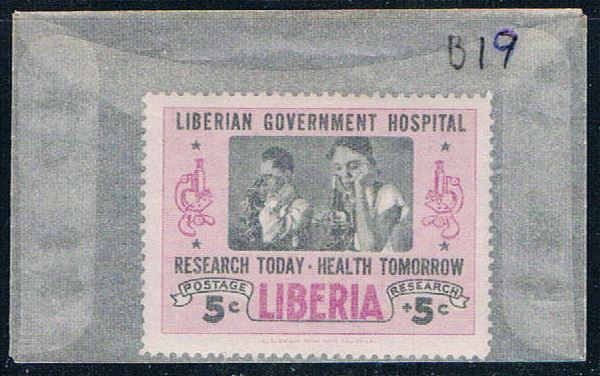 B19
LIBERIAN GOVERNMENT HOSPITAL
RESEARCH TODAY · HEALTH TOMORROW
POSTAGE RESEARCH
5c LIBERIA +5c